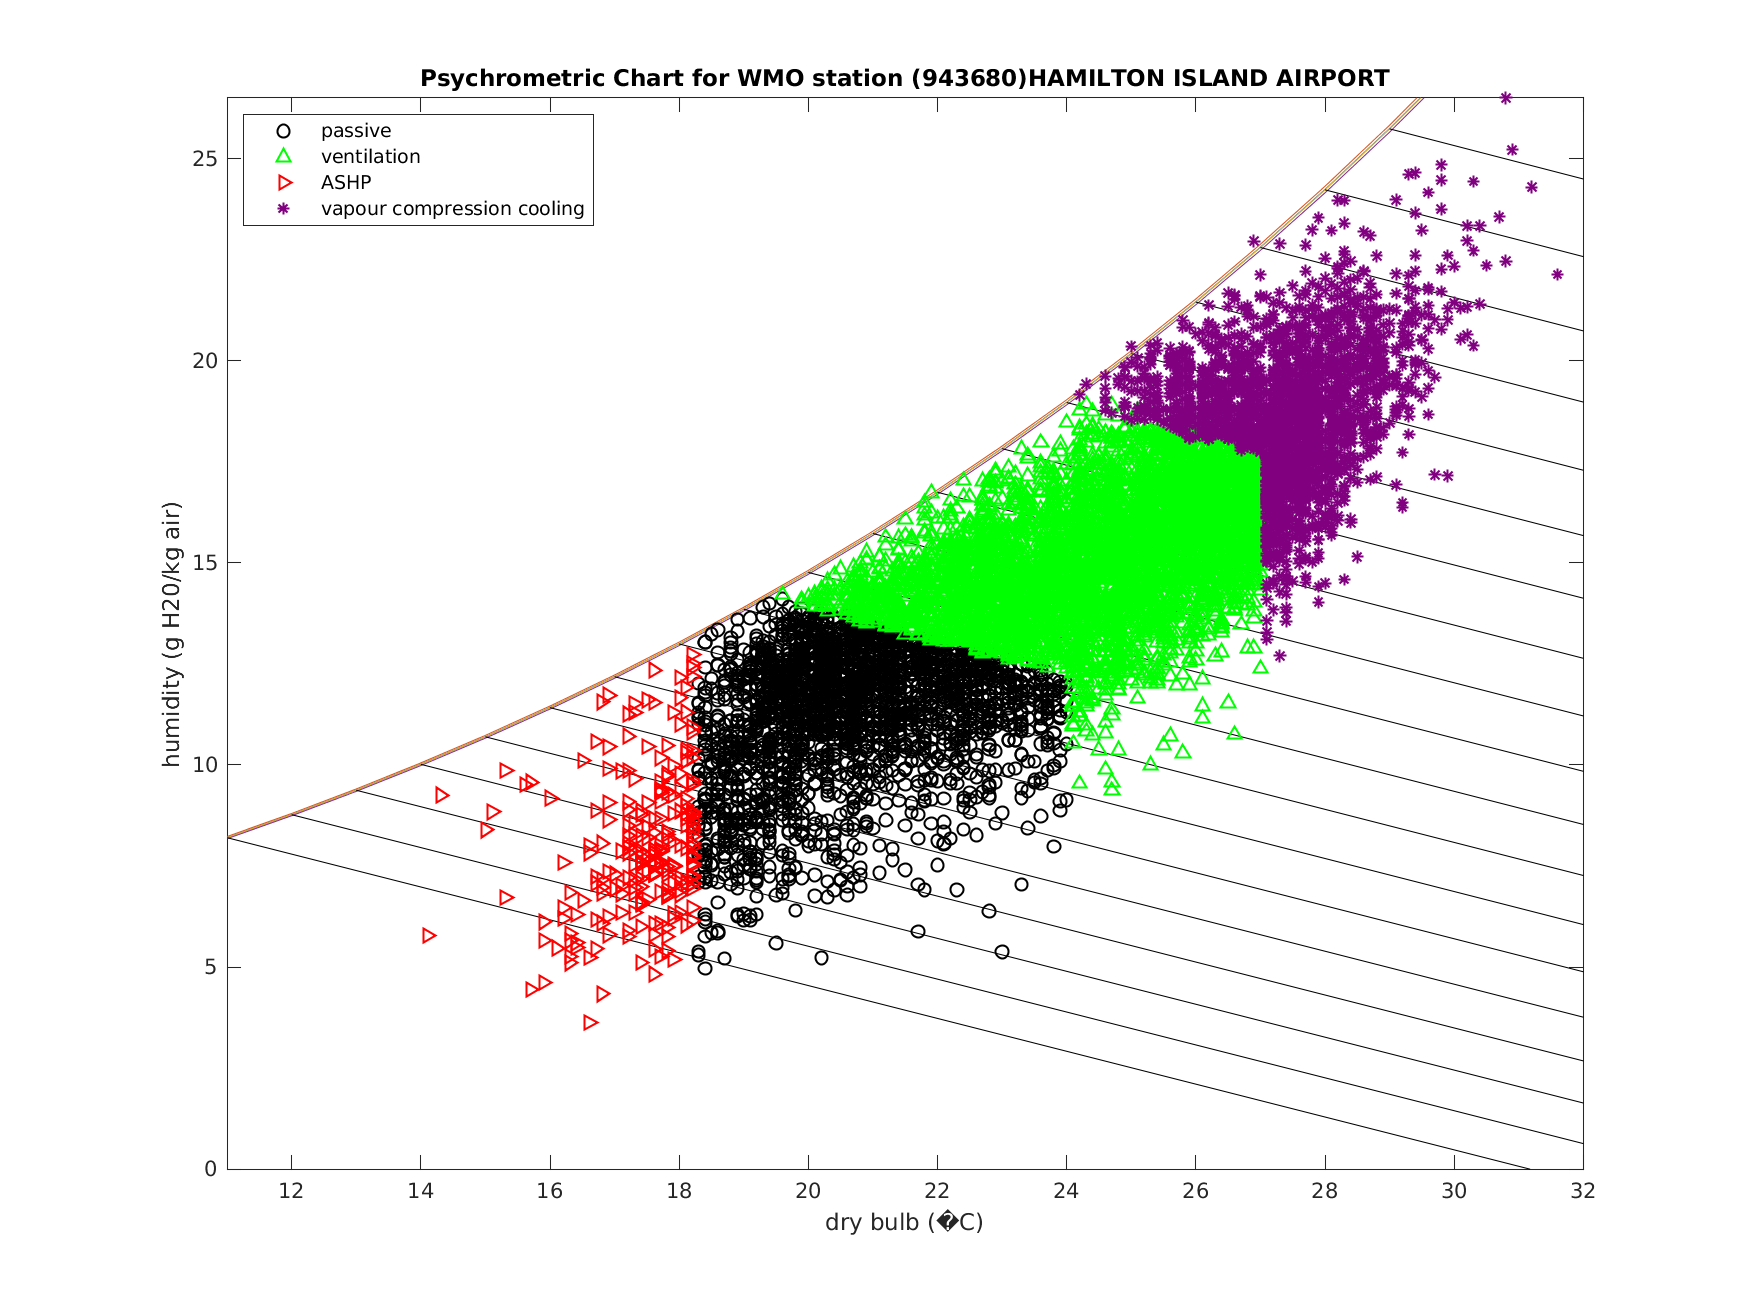 Psychrometric Chart for WMO station (943680)HAMILTON ISLAND AIRPORT
passive
ventilation
ASHP
vapour compression cooling
25
20
15
10
5
0
humidity (g H20/kg air)
12 14 16 18 20 22 24 26 28 30 32
dry bulb (�C)